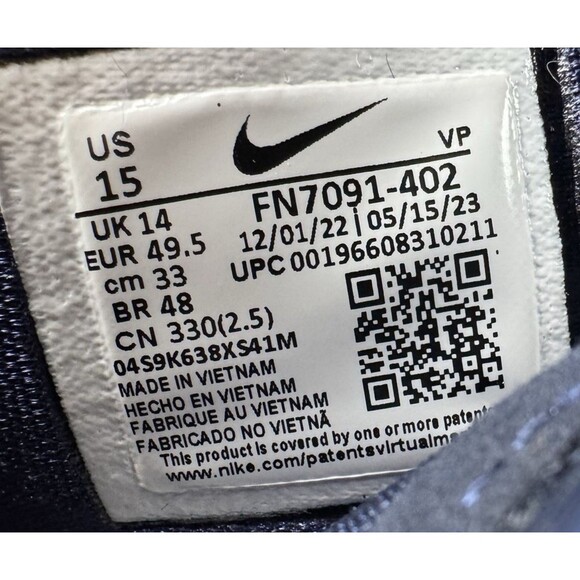 US
15
VP
UK 14
EUR 49.5
cm 33
BR 48
CN 330(2.5)
FN7091-402
12/01/22 | 05/15/23
UPC 00196608310211
04S9K638XS41M
MADE IN VIETNAM
HECHO EN VIETNAM
FABRIQUE AU VIETNAM
FABRICADO NO VIETNÃ
This product is covered by one or more patents
www.nike.com/patentsvirtualma